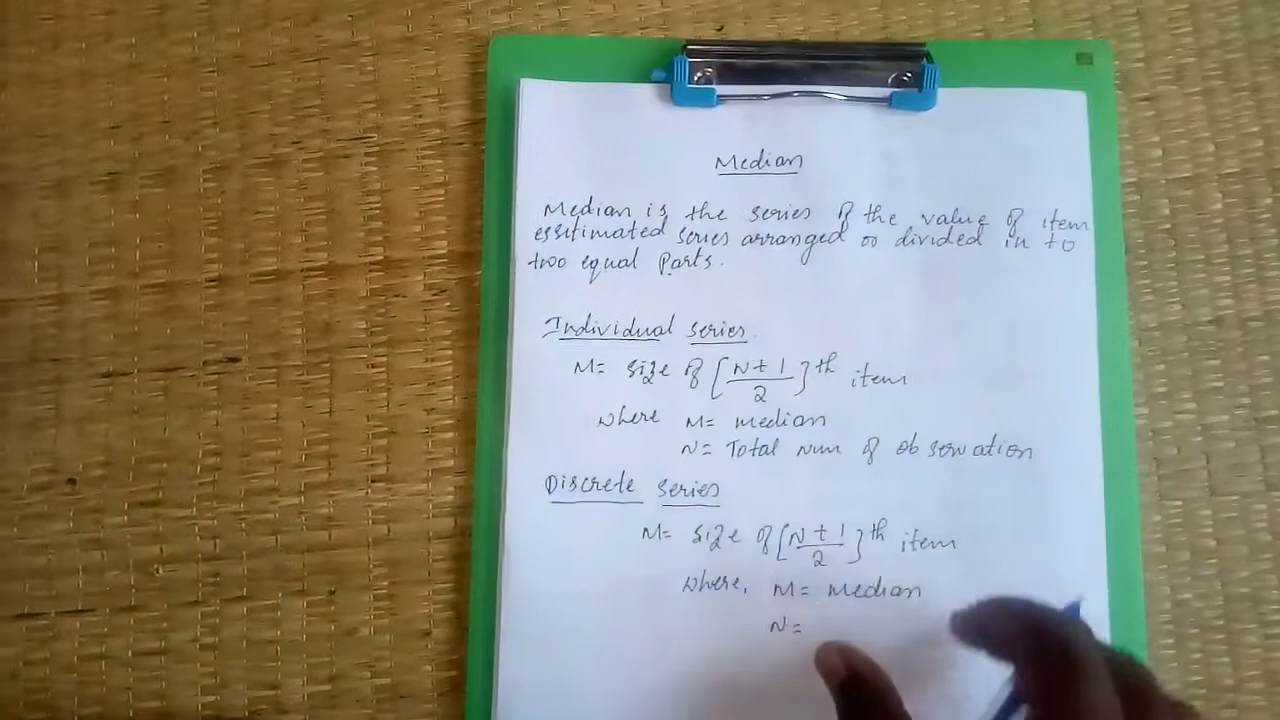 Median
Median is the series of the value of item
essitimated series arranged or divided in to
two equal parts.
Individual series.
M= size of [N+1/2]th item
where M= median
N= Total Num of observation
Discrete series
M= size of [N+1/2]th item
where, M= median
N=